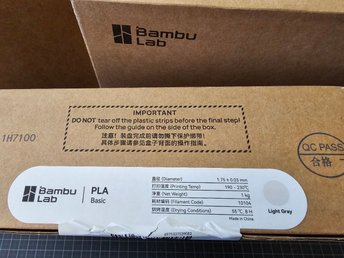 Bambu
Lab
IMPORTANT
DO NOT tear off the plastic strips before the final step!
Follow the guide on the side of the box.
注意！装盘完成前请勿撕下保护绑带！
具体步骤请参见盒子背面的操作指南。
1H7100
QC PASS
合格
Bambu
Lab
PLA
Basic
直径 (Diameter) 1.75 ± 0.03 mm
打印温度 (Printing Temp) 190 - 230℃
净重 (Net Weight) 1 kg
耗材编码 (Filament Code) 10104
烘烤温度 (Drying Conditions) 55 ℃, 8 H
Made in China
Light Gray